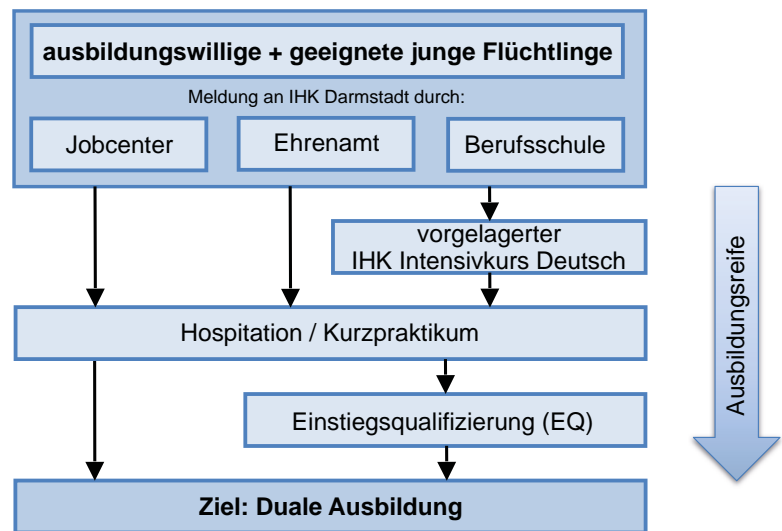 ausbildungswillige + geeignete junge Flüchtlinge
Meldung an IHK Darmstadt durch:
Jobcenter
Ehrenamt
Berufsschule
vorgelagerter
IHK Intensivkurs Deutsch
Hospitation / Kurzpraktikum
Einstiegsqualifizierung (EQ)
Ziel: Duale Ausbildung
Ausbildungsreife